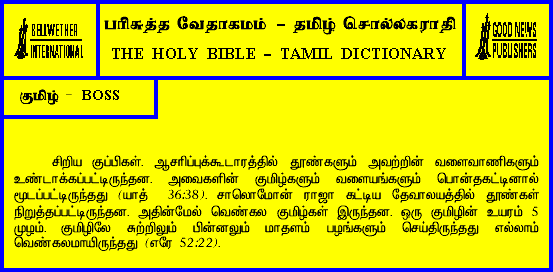 BELLWETHER
INTERNATIONAL
பரிசுத்த வேதாகமம் - தமிழ் சொல்லகராதி
THE HOLY BIBLE - TAMIL DICTIONARY
GOOD NEWS
PUBLISHERS
குமிழ் - BOSS
சிறிய குப்பிகள். ஆசரிப்புக்கூடாரத்தில் தூண்களும் அவற்றின் வளைவாணிகளும்
உண்டாக்கப்பட்டிருந்தன. அவைகளின் குமிழ்களும் வளையங்களும் பொன்தகட்டினால்
மூடப்பட்டிருந்தது (யாத் 36:38). சாலொமோன் ராஜா கட்டிய தேவாலயத்தில் தூண்கள்
நிறுத்தப்பட்டிருந்தன. அதின்மேல் வெண்கல குமிழ்கள் இருந்தன. ஒரு குமிழின் உயரம் 5
முழம். குமிழிலே சுற்றிலும் பின்னலும் மாதளம் பழங்களும் செய்திருந்தது எல்லாம்
வெண்கலமாயிருந்தது (எரே 52:22).